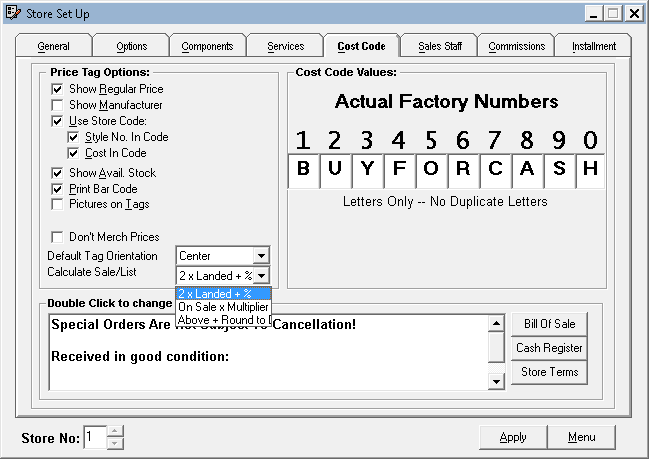 Store Set Up
General Options Components Services Cost Code Sales Staff Commissions Installment
Price Tag Options:
Show Regular Price
Show Manufacturer
Use Store Code:
Style No. In Code
Cost In Code
Show Avail. Stock
Print Bar Code
Pictures on Tags
Don't Merch Prices
Default Tag Orientation Center
Calculate Sale/List 2 x Landed + %
2 x Landed + %
On Sale x Multiplier
Above + Round to
Cost Code Values:
Actual Factory Numbers
1 2 3 4 5 6 7 8 9 0
B U Y F O R C A S H
Letters Only -- No Duplicate Letters
Double Click to change
Special Orders Are Not Subject To Cancellation!
Received in good condition:
Bill Of Sale
Cash Register
Store Terms
Store No: 1
Apply Menu